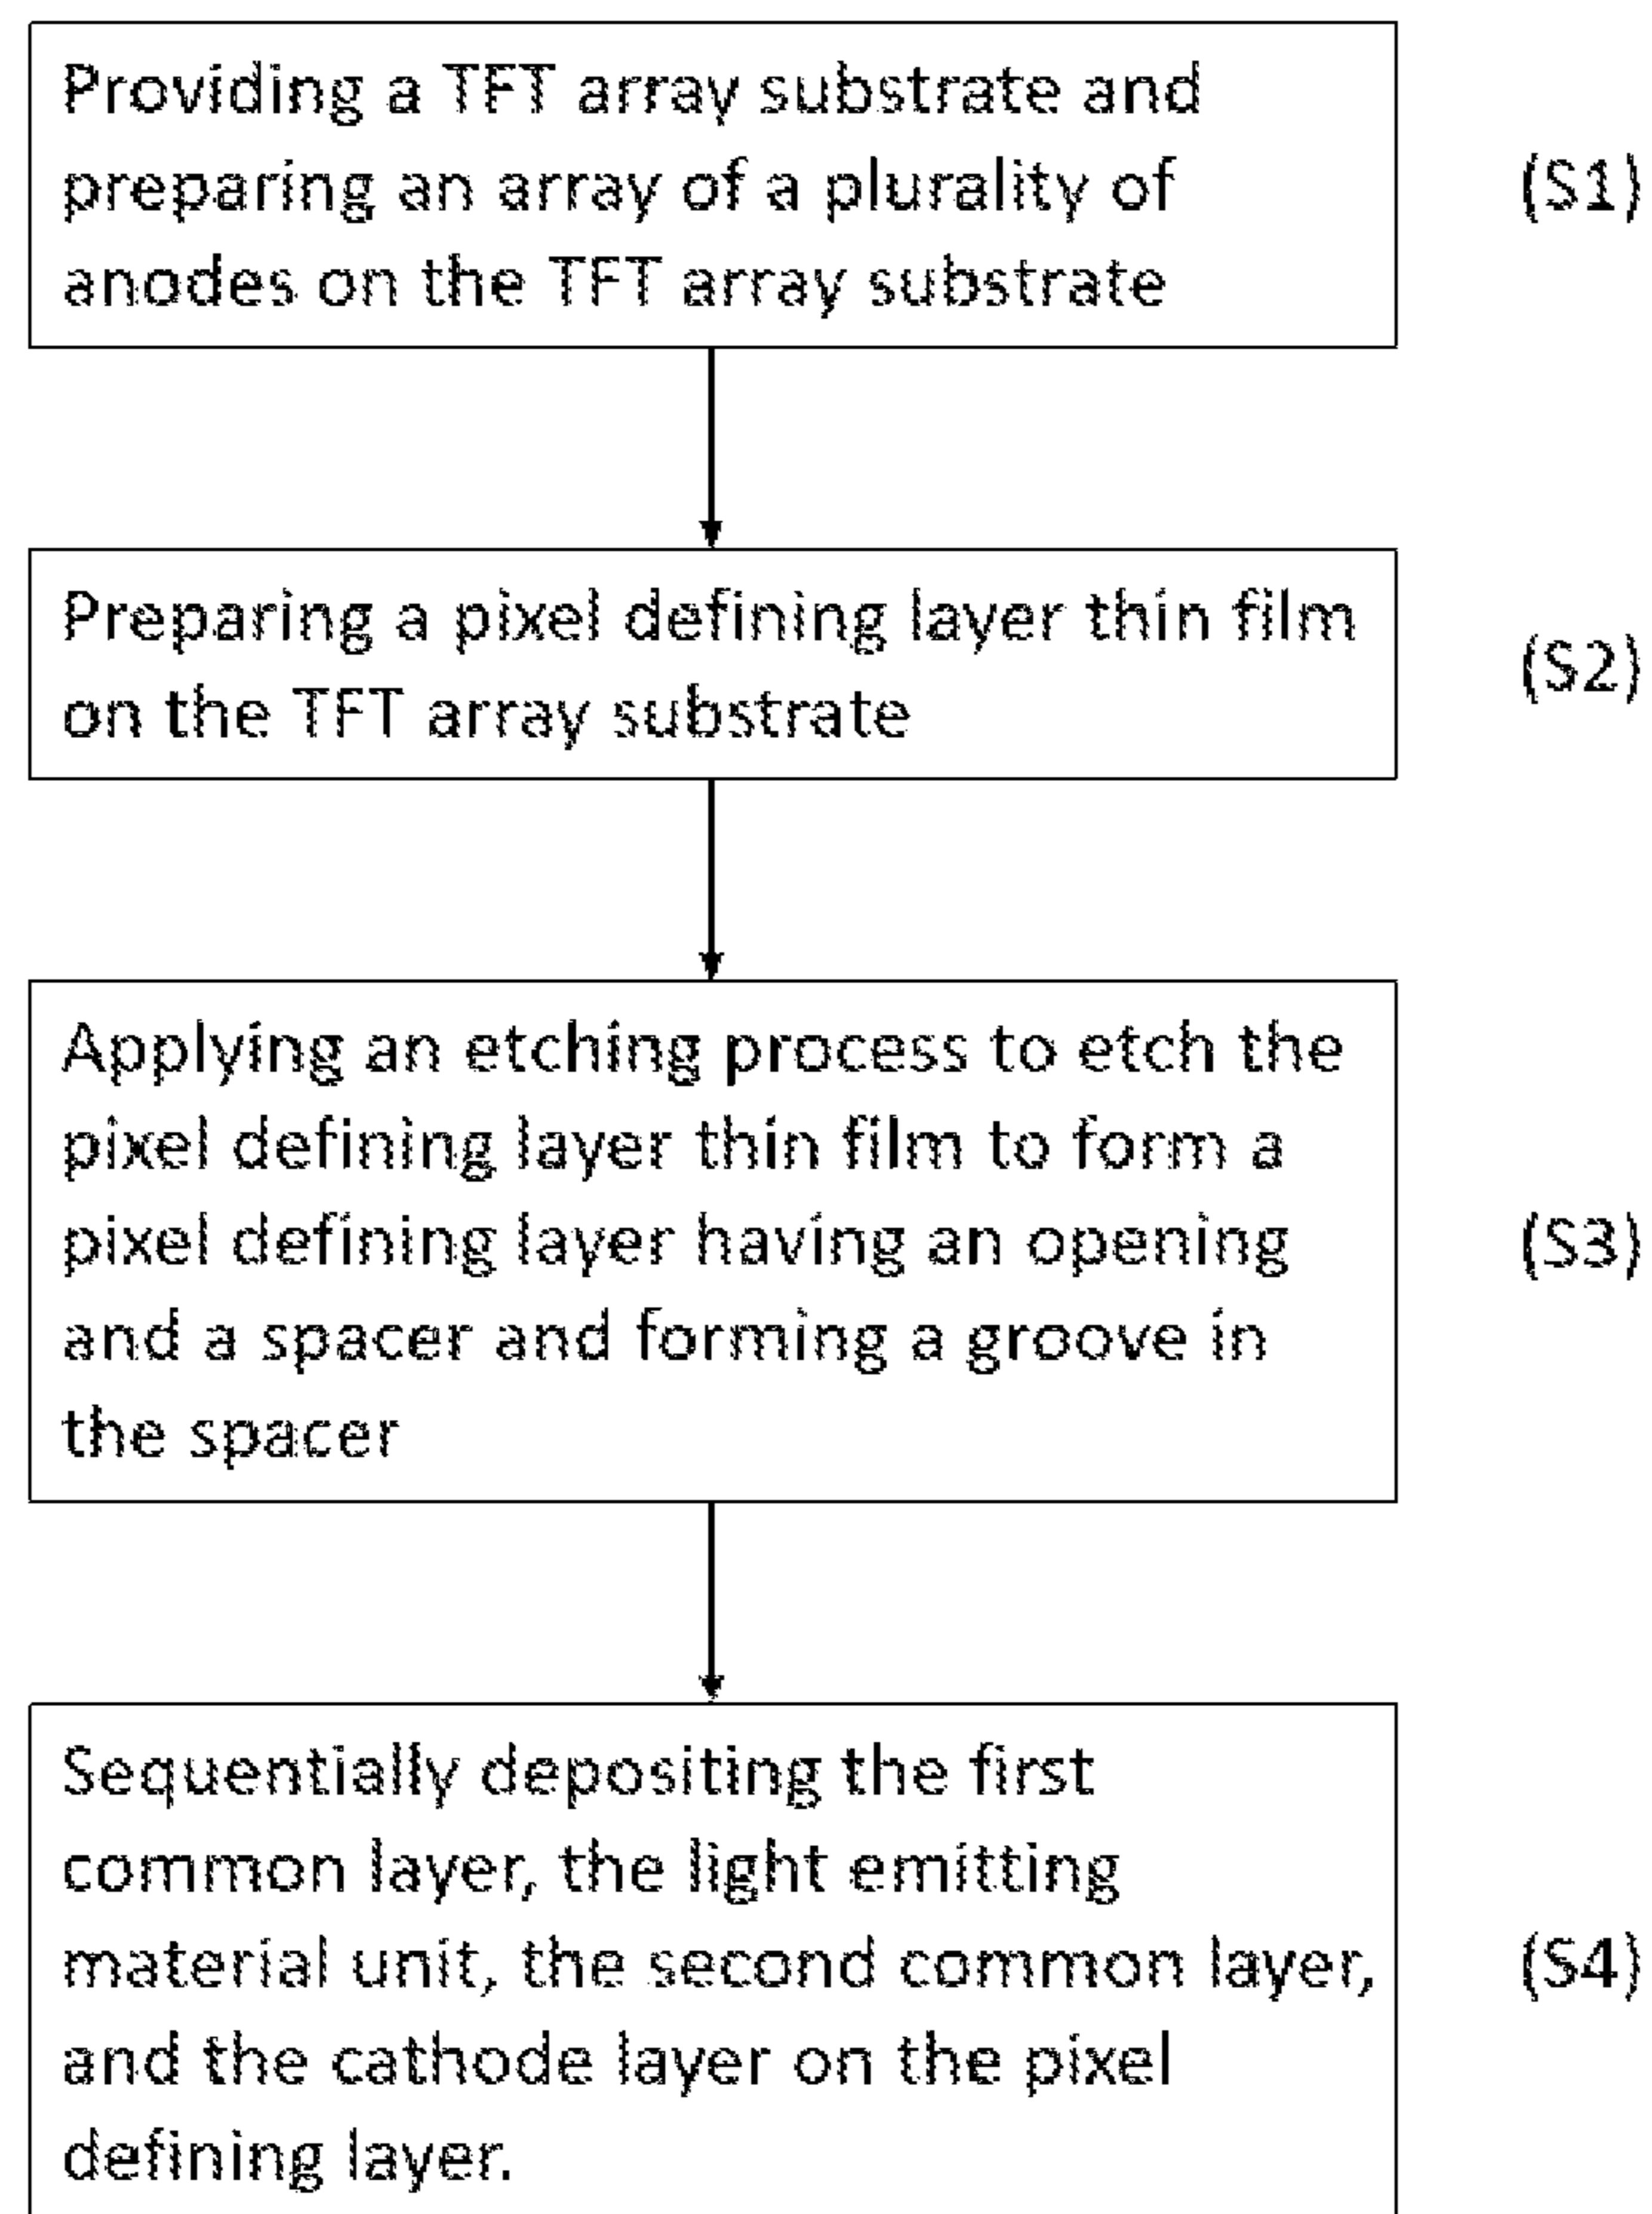 Providing a TFT array substrate and
preparing an array of a plurality of
anodes on the TFT array substrate
(S1)
Preparing a pixel defining layer thin film
on the TFT array substrate
(S2)
Applying an etching process to etch the
pixel defining layer thin film to form a
pixel defining layer having an opening
and a spacer and forming a groove in
the spacer
(S3)
Sequentially depositing the first
common layer, the light emitting
material unit, the second common layer,
and the cathode layer on the pixel
defining layer.
(S4)